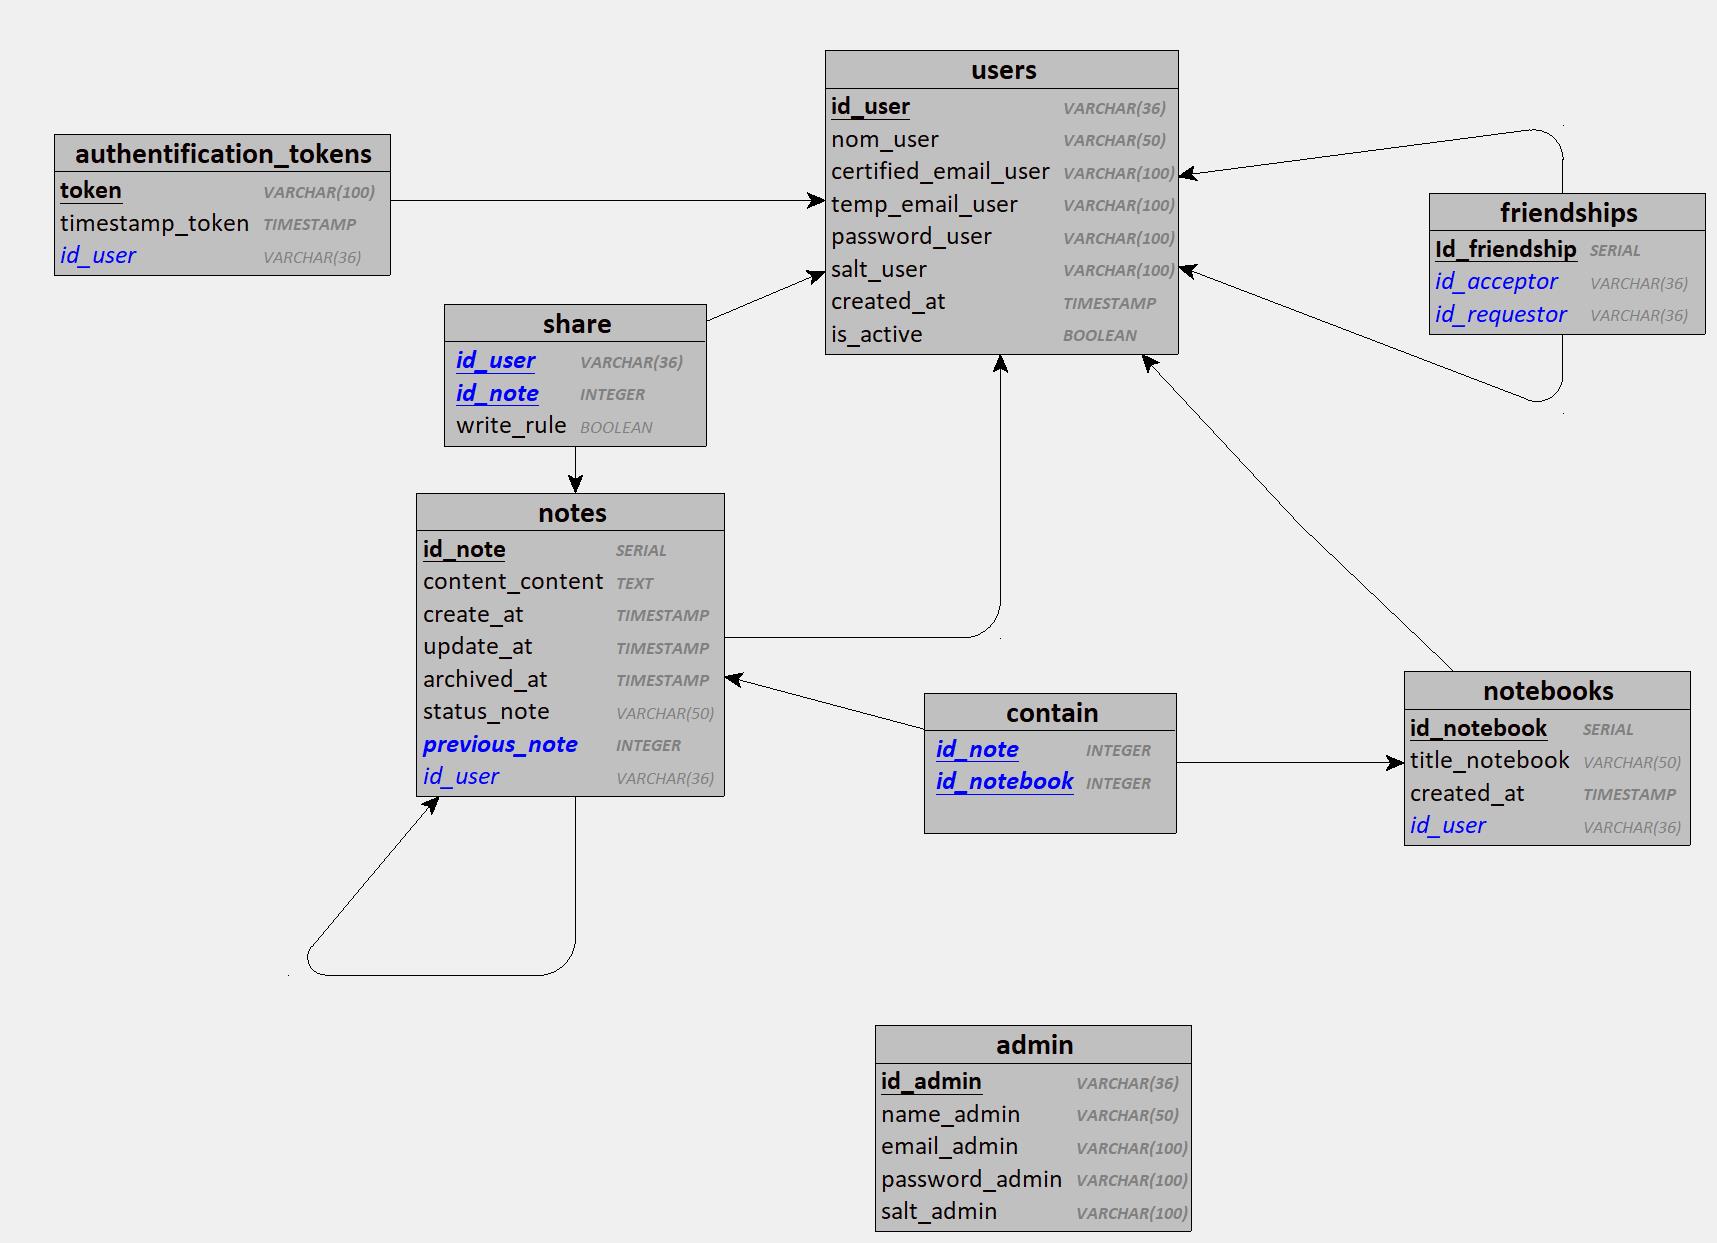 users
id_user VARCHAR(36)
nom_user VARCHAR(50)
certified_email_user VARCHAR(100)
temp_email_user VARCHAR(100)
password_user VARCHAR(100)
salt_user VARCHAR(100)
created_at TIMESTAMP
is_active BOOLEAN
authentification_tokens
token VARCHAR(100)
timestamp_token TIMESTAMP
id_user VARCHAR(36)
friendships
Id_friendship SERIAL
id_acceptor VARCHAR(36)
id_requestor VARCHAR(36)
share
id_user VARCHAR(36)
id_note INTEGER
write_rule BOOLEAN
notes
id_note SERIAL
content_content TEXT
create_at TIMESTAMP
update_at TIMESTAMP
archived_at TIMESTAMP
status_note VARCHAR(50)
previous_note INTEGER
id_user VARCHAR(36)
contain
id_note INTEGER
id_notebook INTEGER
notebooks
id_notebook SERIAL
title_notebook VARCHAR(50)
created_at TIMESTAMP
id_user VARCHAR(36)
admin
id_admin VARCHAR(36)
name_admin VARCHAR(50)
email_admin VARCHAR(100)
password_admin VARCHAR(100)
salt_admin VARCHAR(100)